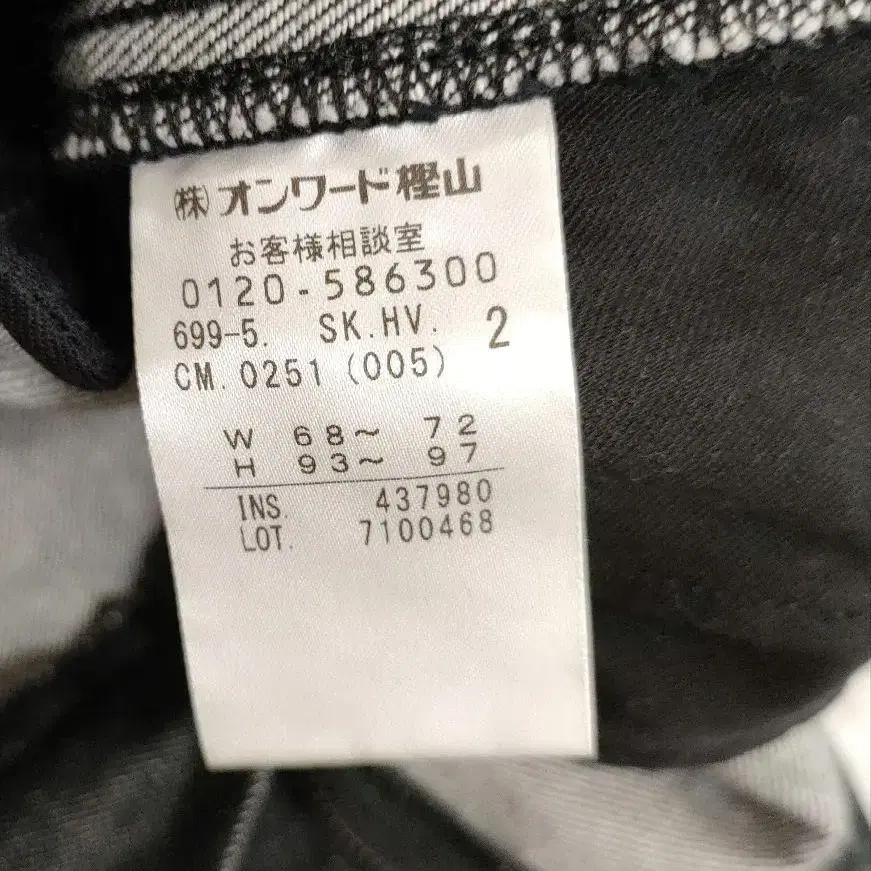 ㈱オンワード樫山
お客様相談室
0120-586300
699-5. SK.HV. 2
CM.0251 (005)
W 68~ 72
H 93~ 97
INS. 437980
LOT. 7100468